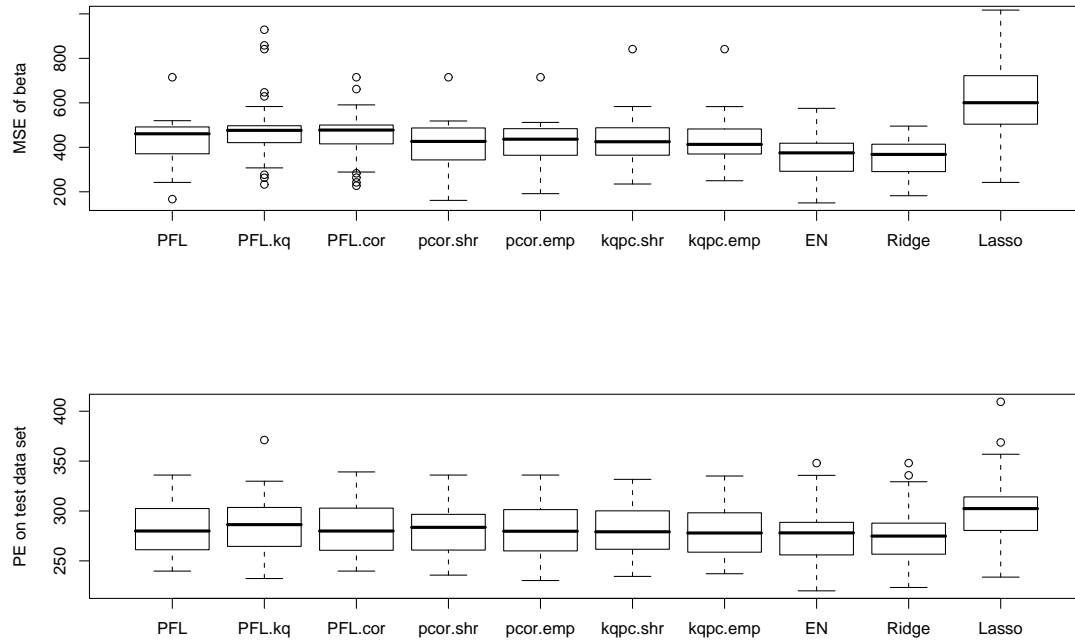 MSE of beta
800
600
400
200
PFL PFL.kq PFL.cor pcor.shr pcor.emp kqpc.shr kqpc.emp EN Ridge Lasso
PE on test data set
400
350
300
250
PFL PFL.kq PFL.cor pcor.shr pcor.emp kqpc.shr kqpc.emp EN Ridge Lasso